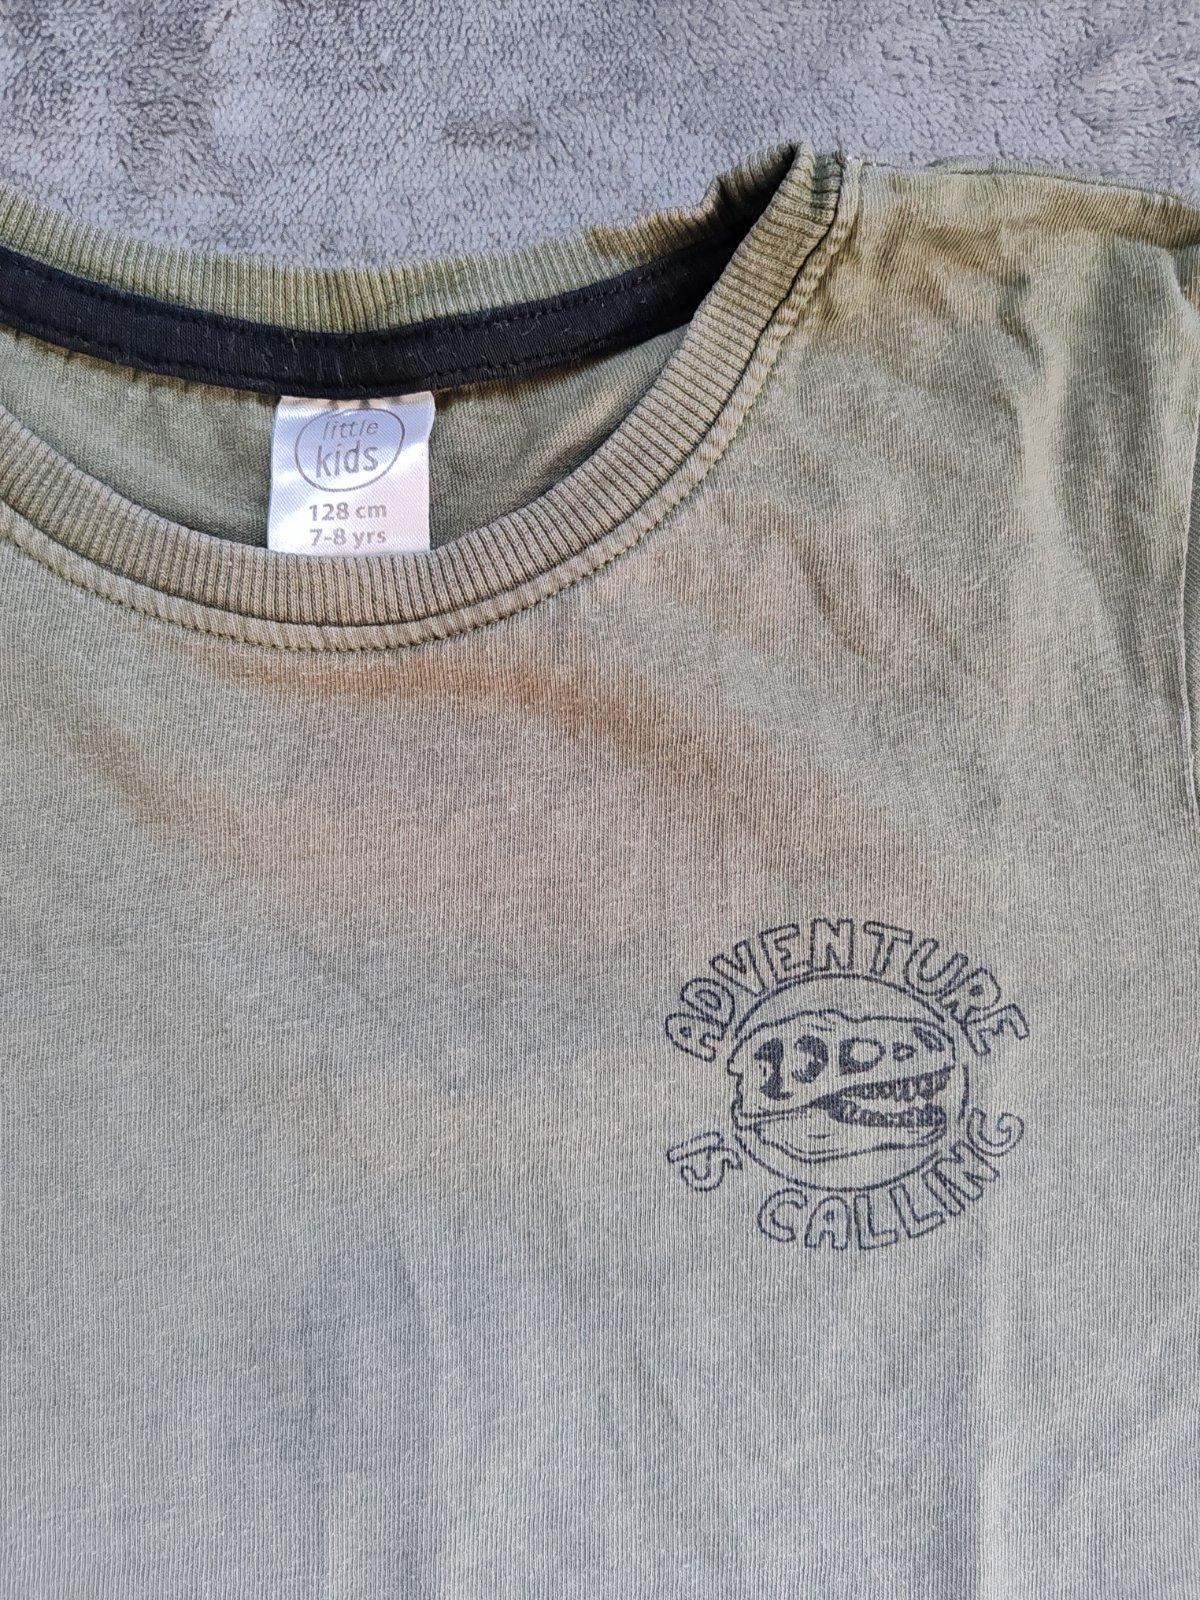 little
kids
128 cm
7-8 yrs
ADVENTURE
IS CALLING